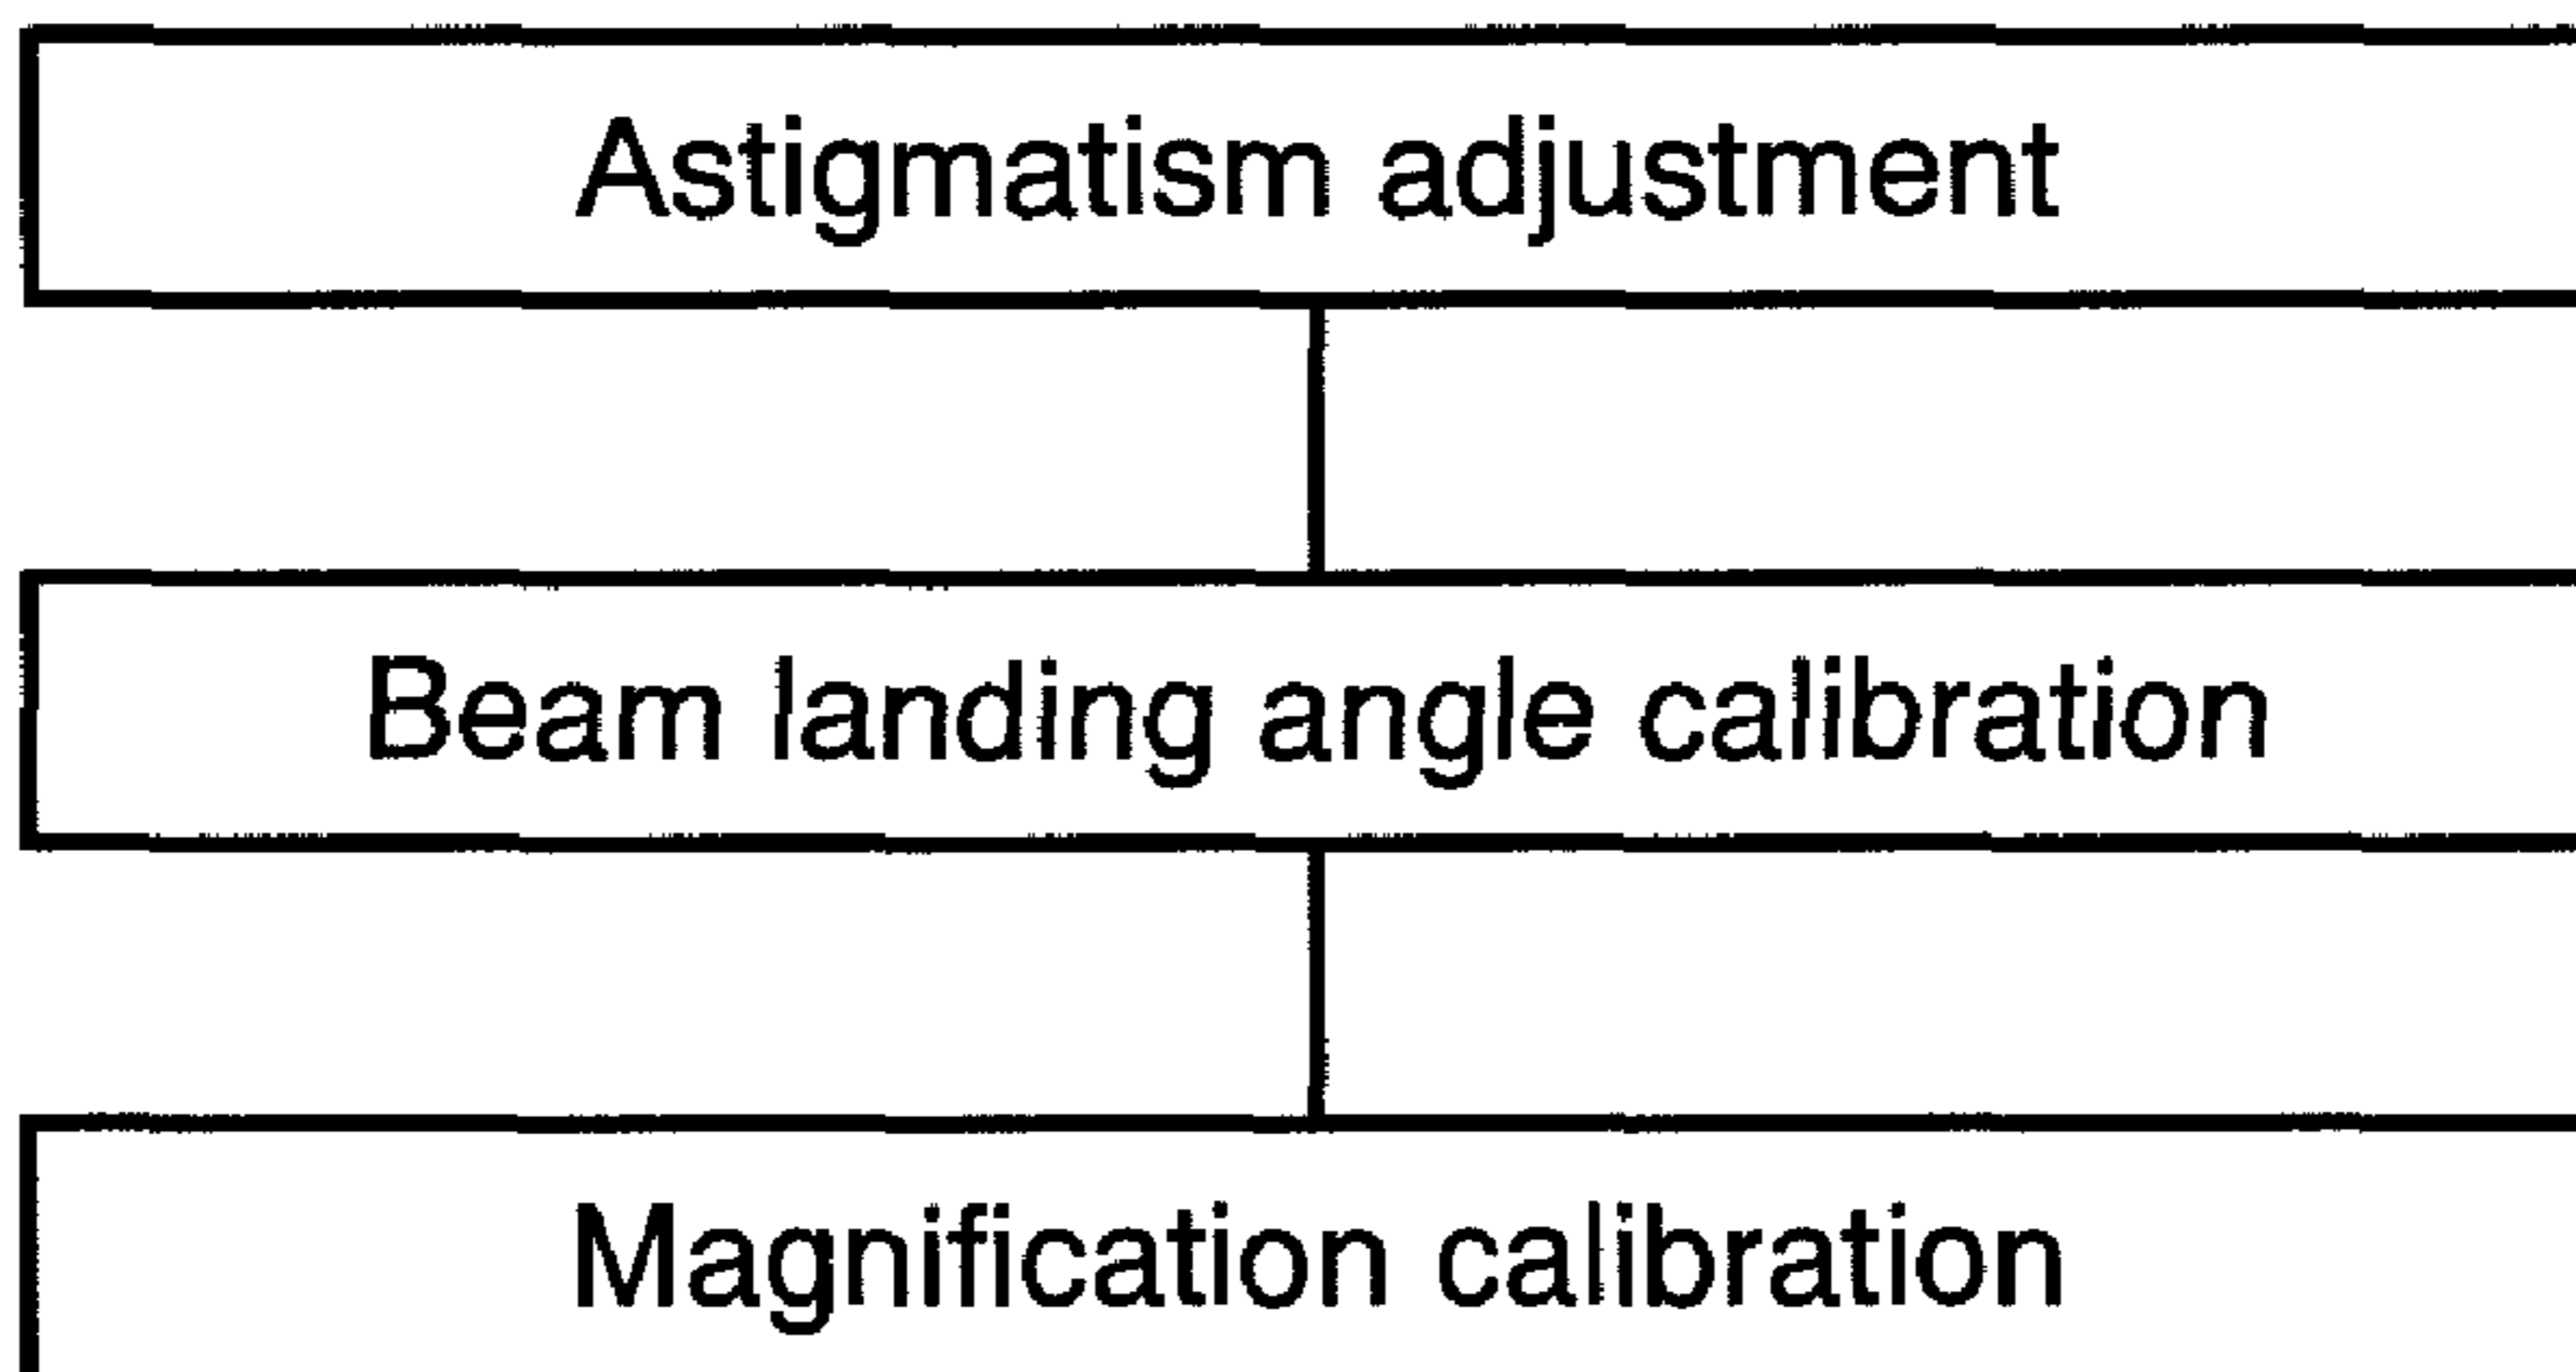 Astigmatism adjustment
Beam landing angle calibration
Magnification calibration